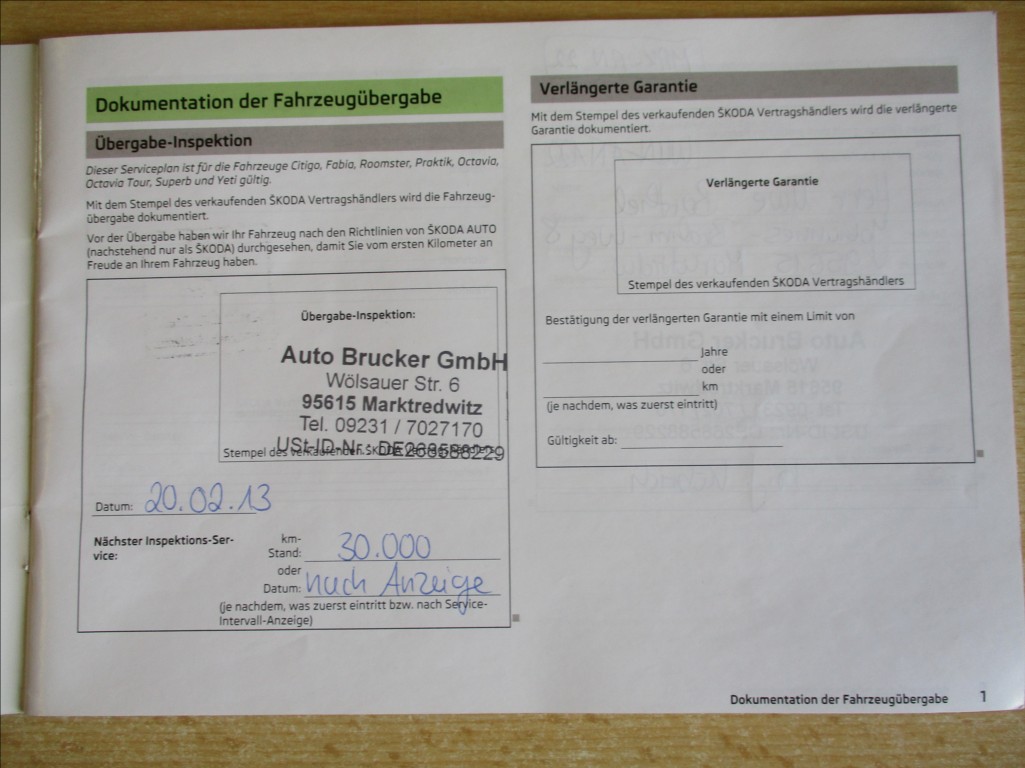 Dokumentation der Fahrzeugübergabe
Übergabe-Inspektion
Dieser Serviceplan ist für die Fahrzeuge Citigo, Fabia, Roomster, Praktik, Octavia,
Octavia Tour, Superb und Yeti gültig.
Mit dem Stempel des verkaufenden ŠKODA Vertragshändlers wird die Fahrzeug-
übergabe dokumentiert.
Vor der Übergabe haben wir Ihr Fahrzeug nach den Richtlinien von ŠKODA AUTO
(nachstehend nur als ŠKODA) durchgesehen, damit Sie vom ersten Kilometer an
Freude an Ihrem Fahrzeug haben.
Übergabe-Inspektion:
Auto Brucker GmbH
Wölsauer Str. 6
95615 Marktredwitz
Tel. 09231 / 7027170
USt-ID-Nr. DE268588229
Stempel des verkaufenden ŠKODA
Datum: 20.02.13
Nächster Inspektions-Ser-
vice:
km-
Stand: 30.000
oder
Datum: nach Anzeige
(je nachdem, was zuerst eintritt bzw. nach Service-
Intervall-Anzeige)
Verlängerte Garantie
Mit dem Stempel des verkaufenden ŠKODA Vertragshändlers wird die verlängerte
Garantie dokumentiert.
Verlängerte Garantie
Stempel des verkaufenden ŠKODA Vertragshändlers
Bestätigung der verlängerten Garantie mit einem Limit von
Jahre
oder
km
(je nachdem, was zuerst eintritt)
Gültigkeit ab:
Dokumentation der Fahrzeugübergabe 1